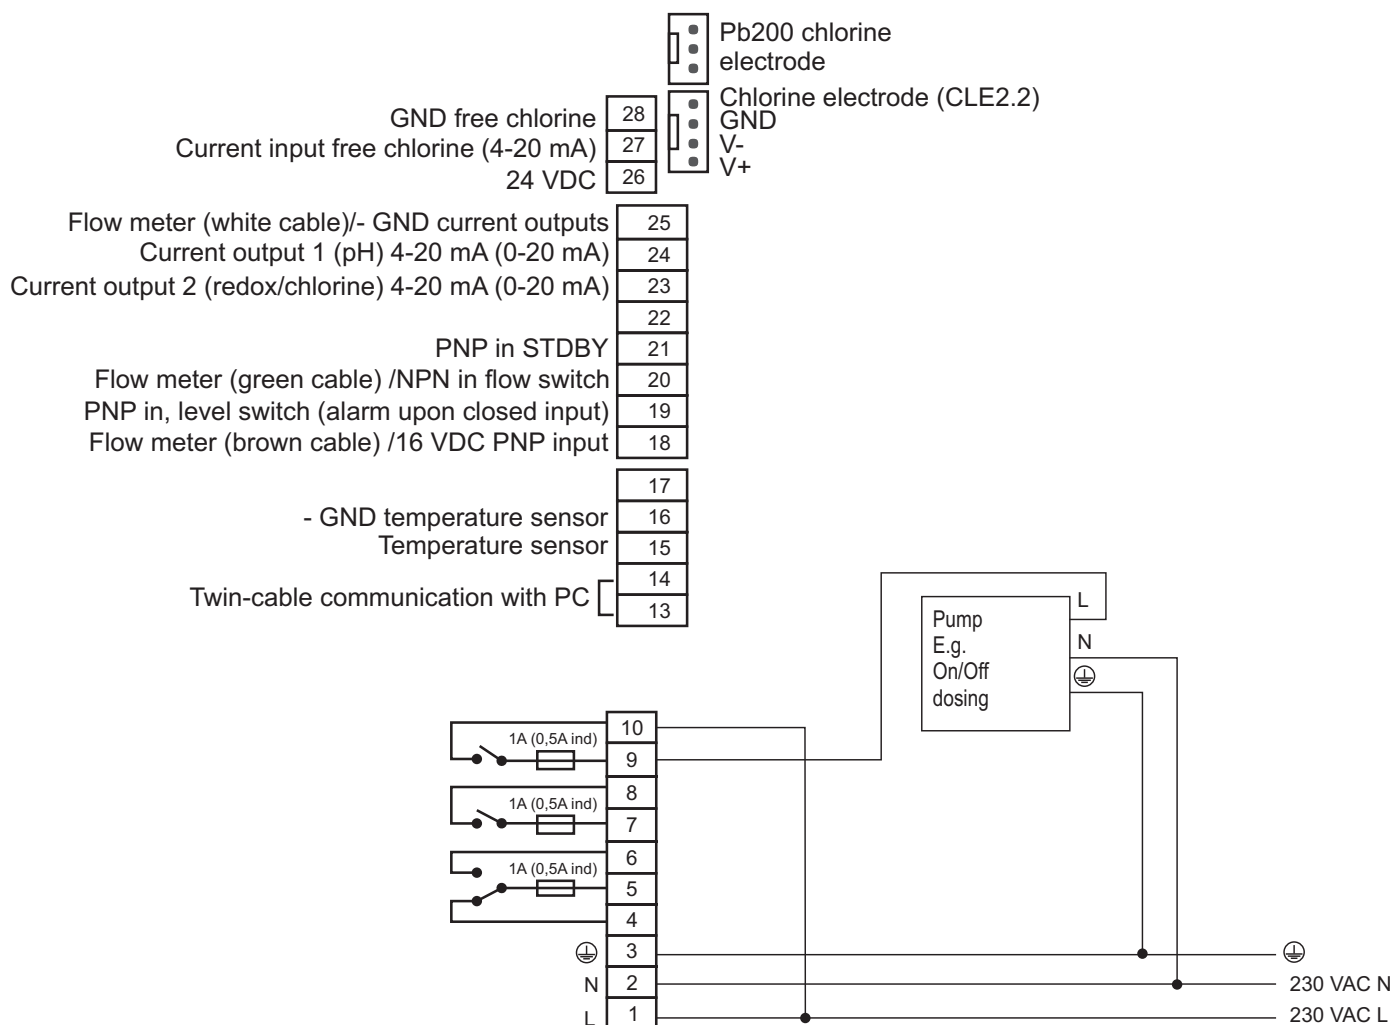 Pb200 chlorine
electrode
Chlorine electrode (CLE2.2)
GND
V-
V+
GND free chlorine 28
Current input free chlorine (4-20 mA) 27
24 VDC 26
Flow meter (white cable)/- GND current outputs 25
Current output 1 (pH) 4-20 mA (0-20 mA) 24
Current output 2 (redox/chlorine) 4-20 mA (0-20 mA) 23
22
PNP in STDBY 21
Flow meter (green cable) /NPN in flow switch 20
PNP in, level switch (alarm upon closed input) 19
Flow meter (brown cable) /16 VDC PNP input 18
17
- GND temperature sensor 16
Temperature sensor 15
14
Twin-cable communication with PC
13
Pump
E.g.
On/Off
dosing
L
N
10
1A (0,5A ind)
9
8
1A (0,5A ind)
7
6
1A (0,5A ind)
5
4
3
N 2 230 VAC N
L 1 230 VAC L